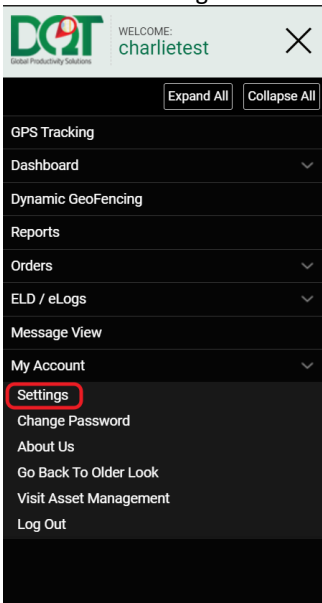 DQT
Global Productivity Solutions
WELCOME:
charlietest
Expand All Collapse All
GPS Tracking
Dashboard
Dynamic GeoFencing
Reports
Orders
ELD / eLogs
Message View
My Account
Settings
Change Password
About Us
Go Back To Older Look
Visit Asset Management
Log Out